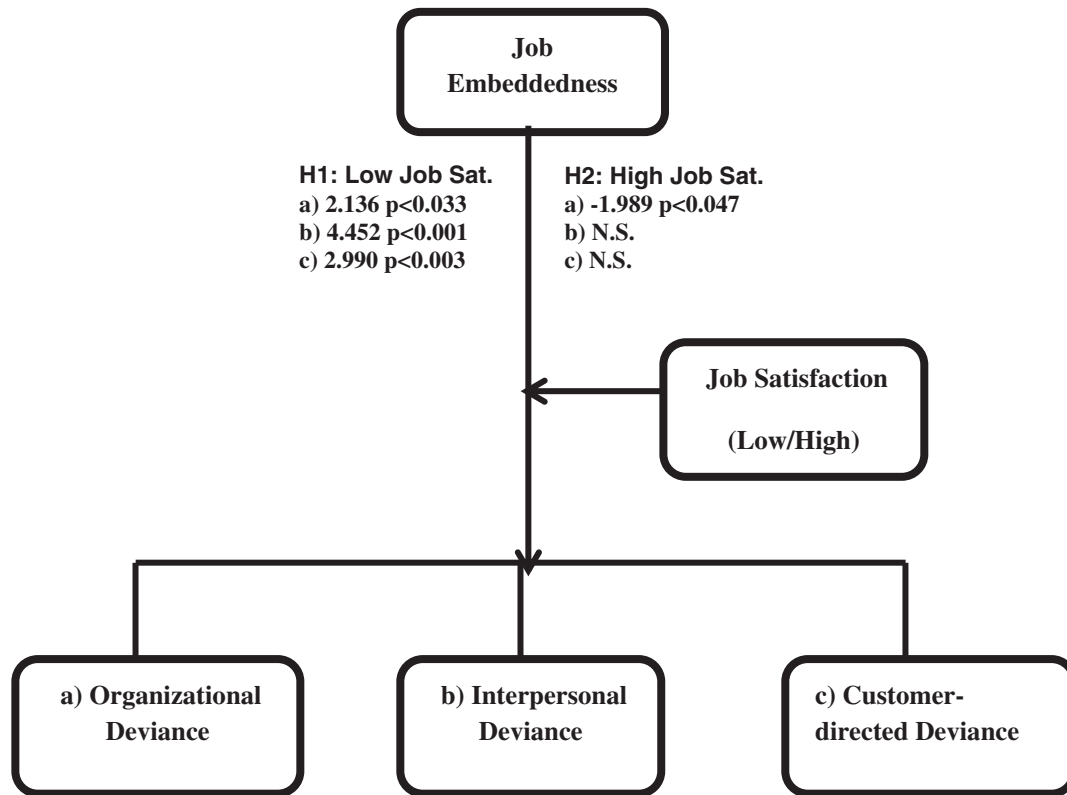 Job
Embeddedness
H1: Low Job Sat.
a) 2.136 p<0.033
b) 4.452 p<0.001
c) 2.990 p<0.003
H2: High Job Sat.
a) -1.989 p<0.047
b) N.S.
c) N.S.
Job Satisfaction
(Low/High)
a) Organizational
Deviance
b) Interpersonal
Deviance
c) Customer-
directed Deviance